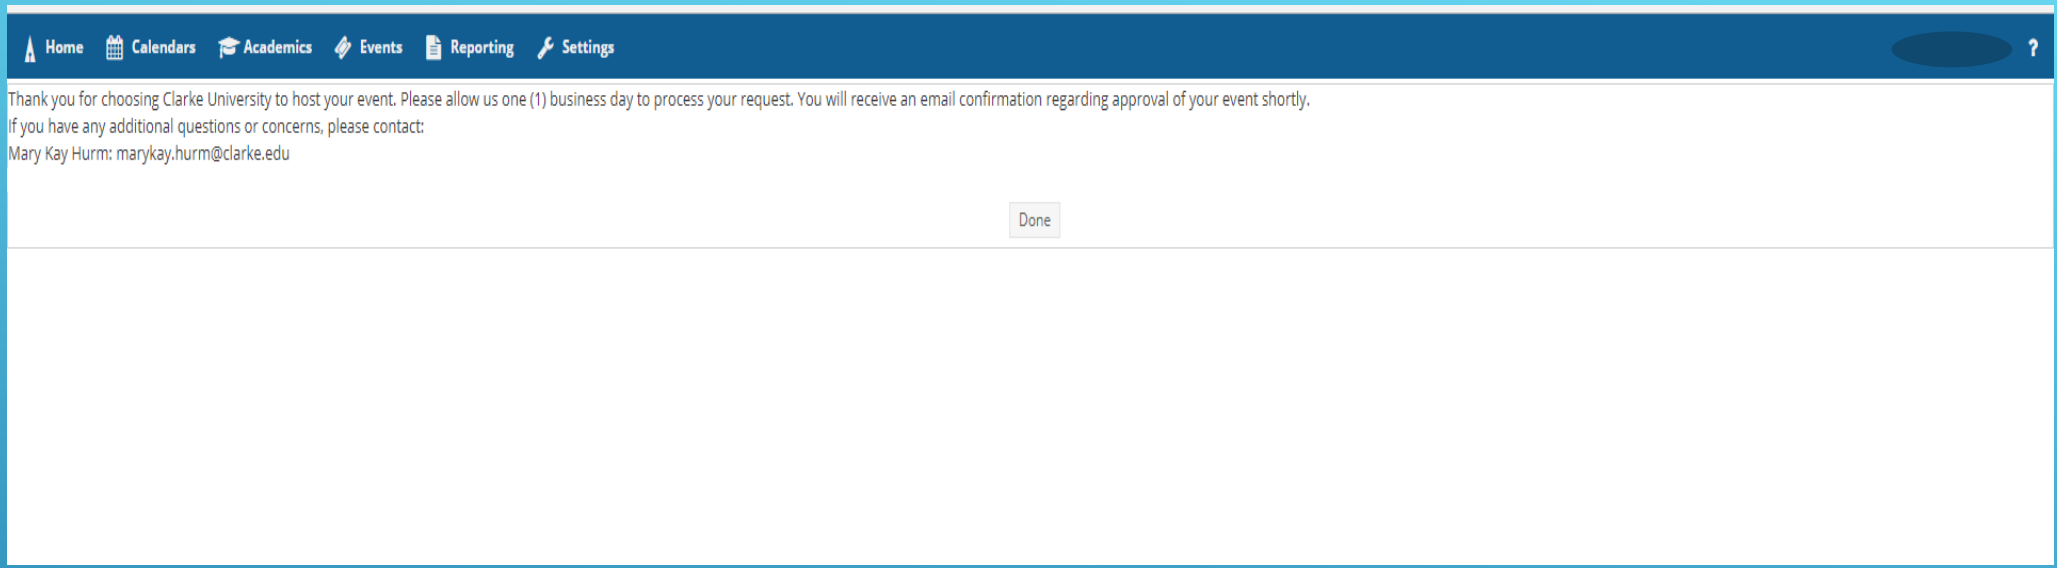 Home Calendars Academics Events Reporting Settings ?
Thank you for choosing Clarke University to host your event. Please allow us one (1) business day to process your request. You will receive an email confirmation regarding approval of your event shortly.
If you have any additional questions or concerns, please contact:
Mary Kay Hurm: marykay.hurm@clarke.edu
Done